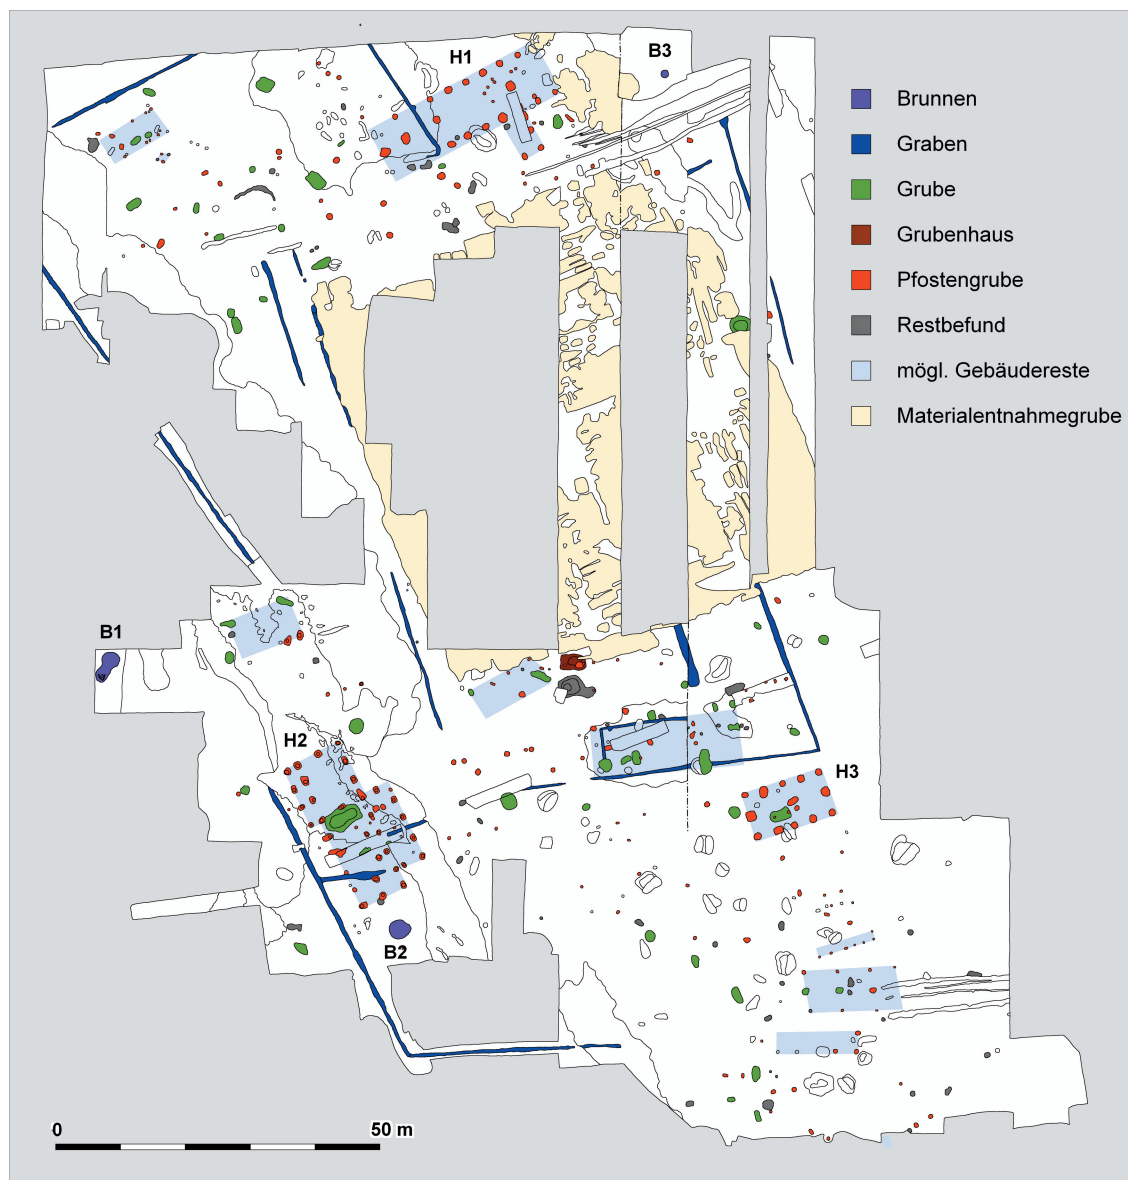 H1
B3
Brunnen
Graben
Grube
Grubenhaus
Pfostengrube
Restbefund
mögl. Gebäudereste
Materialentnahmegrube
B1
H2
H3
B2
0 50 m